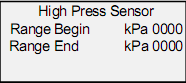 High Press Sensor
Range Begin kPa 0000
Range End kPa 0000